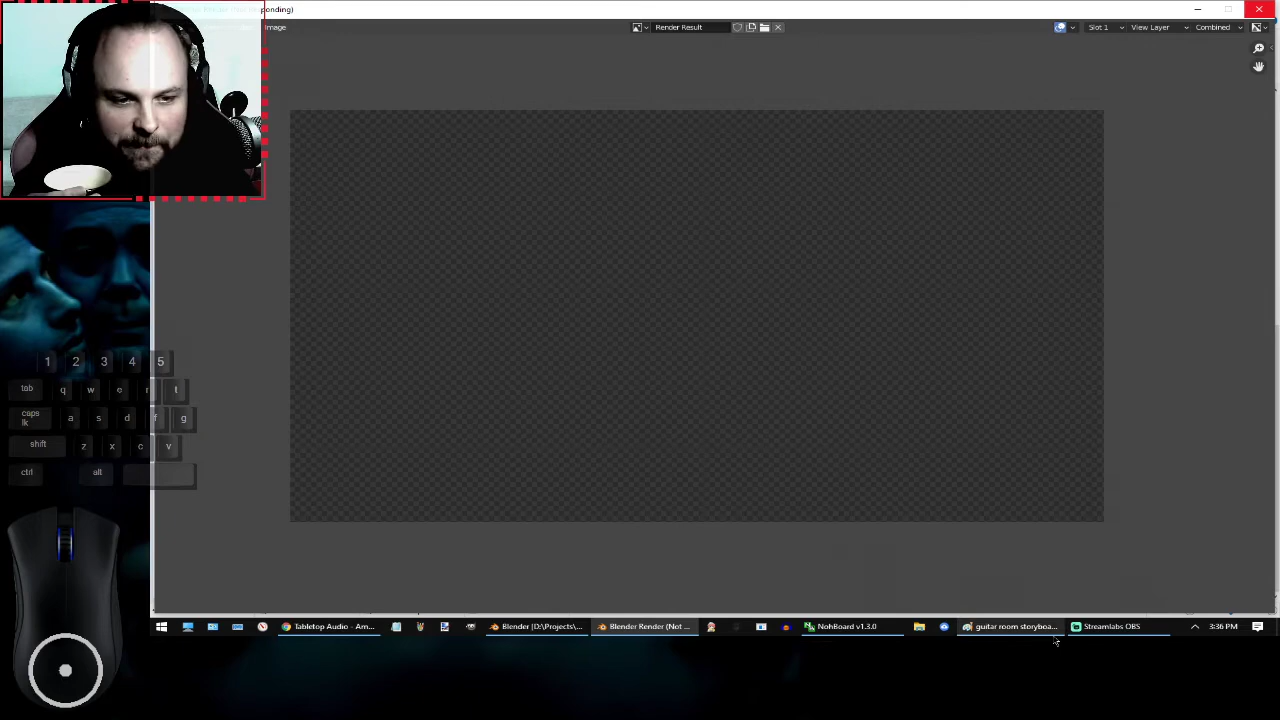 ponding)
Image
Render Result
Slot 1
View Layer
Combined
1 2 3 4 5
tab q w e r t
caps lk a s d f g
shift z x c v
ctrl alt
Tabletop Audio - Am...
Blender [D:\Projects\...
Blender Render (Not ...
NohBoard v1.3.0
guitar room storyboa...
Streamlabs OBS
3:36 PM